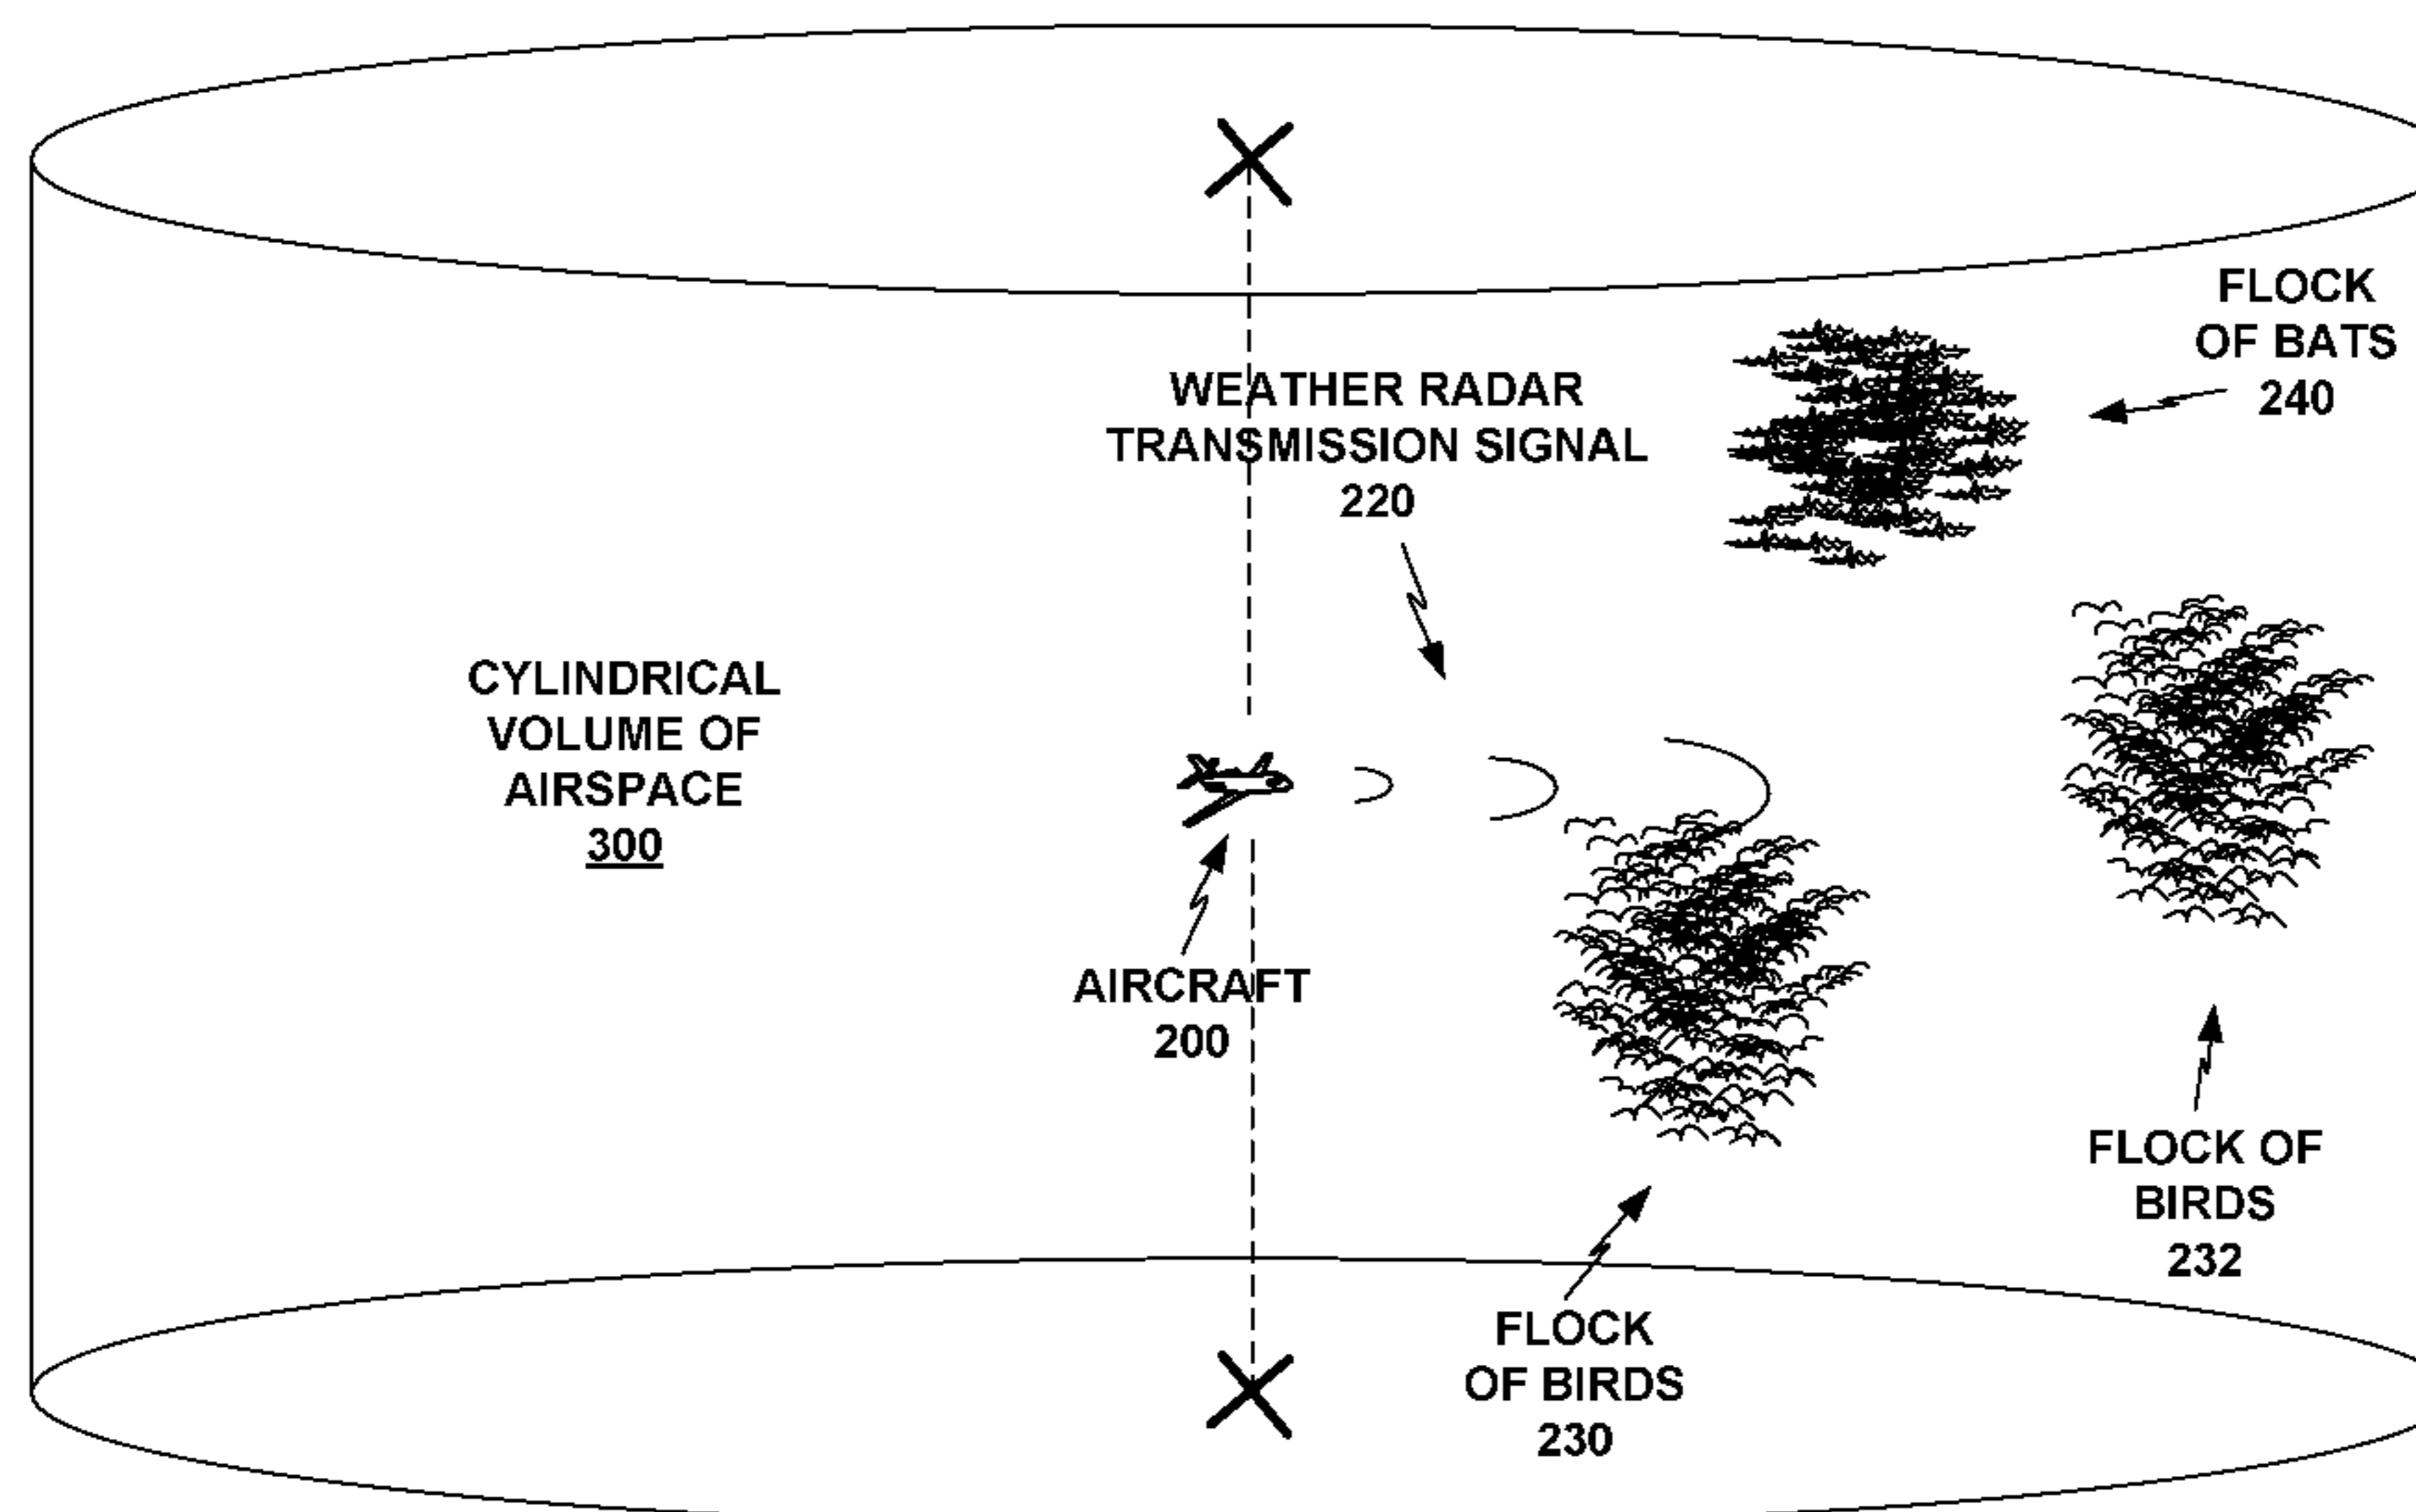 FLOCK
OF BATS
240
WEATHER RADAR
TRANSMISSION SIGNAL
220
CYLINDRICAL
VOLUME OF
AIRSPACE
300
AIRCRAFT
200
FLOCK OF
BIRDS
232
FLOCK
OF BIRDS
230